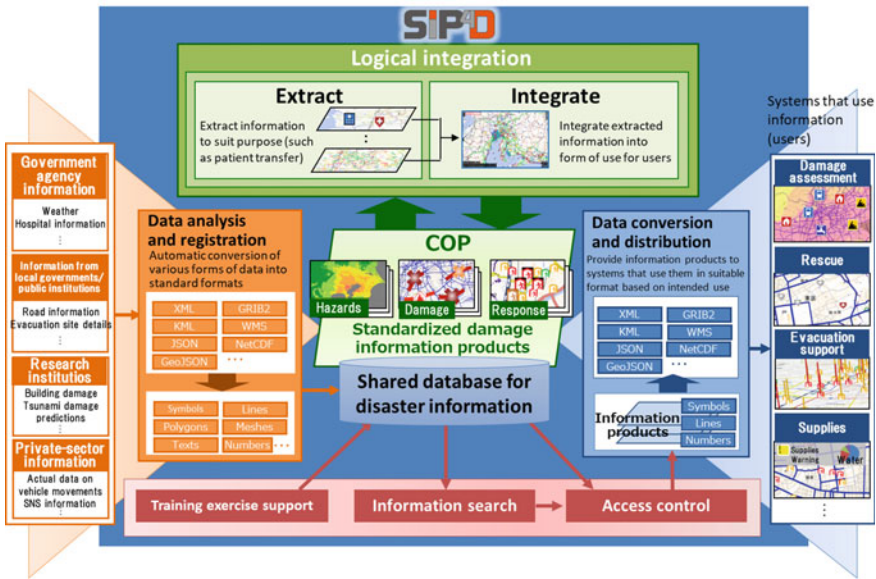 SIP4D
Logical integration
Extract
Extract information
to suit purpose (such
as patient transfer)
⋮
Integrate
Integrate extracted
information into
form of use for users
Systems that use
information
(users)
Government
agency
information
Weather
Hospital information
⋮
Information from
local governments/
public institutions
Road information
Evacuation site details
⋮
Research
institutios
Building damage
Tsunami damage
predictions
⋮
Private-sector
information
Actual data on
vehicle movements
SNS information
⋮
Data analysis
and registration
Automatic conversion of
various forms of data into
standard formats
XML GRIB2
KML WMS
JSON NetCDF
GeoJSON ...
Symbols Lines
Polygons Meshes
Texts Numbers ...
COP
Hazards Damage Response
Standardized damage
information products
Shared database for
disaster information
Data conversion
and distribution
Provide information products to
systems that use them in suitable
format based on intended use
XML GRIB2
KML WMS
JSON NetCDF
GeoJSON ...
Information
products
Symbols
Lines
Numbers
Damage
assessment
Rescue
Evacuation
support
Supplies
Supplies
Warning
Water
⋮
Training exercise support
Information search
Access control